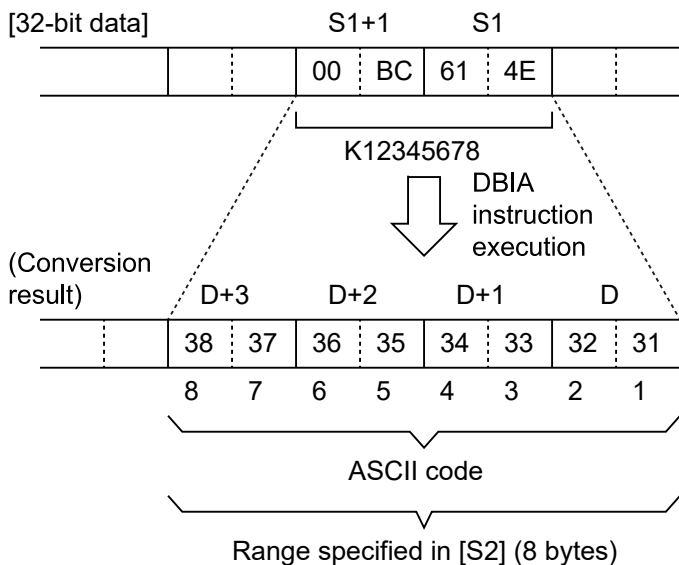 [32-bit data] S1+1 S1
00 BC 61 4E
K12345678
DBIA
instruction
execution
(Conversion
result) D+3 D+2 D+1 D
38 37 36 35 34 33 32 31
8 7 6 5 4 3 2 1
ASCII code
Range specified in [S2] (8 bytes)